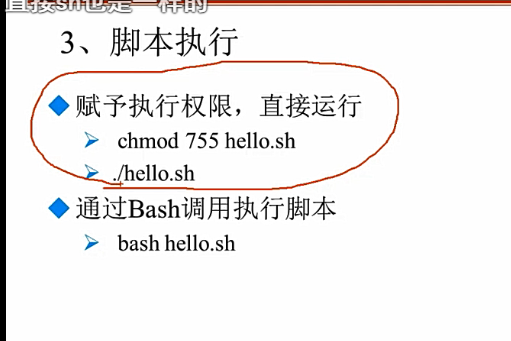 直接sh也是一样的
3、脚本执行
赋予执行权限，直接运行
chmod 755 hello.sh
./hello.sh
通过Bash调用执行脚本
bash hello.sh